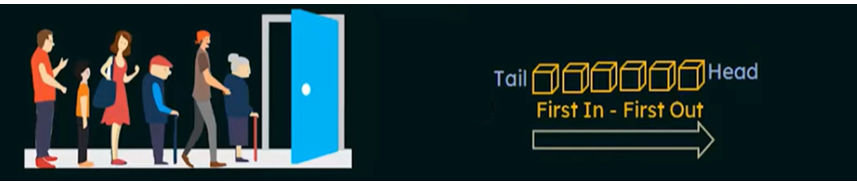 Tail Head
First In - First Out